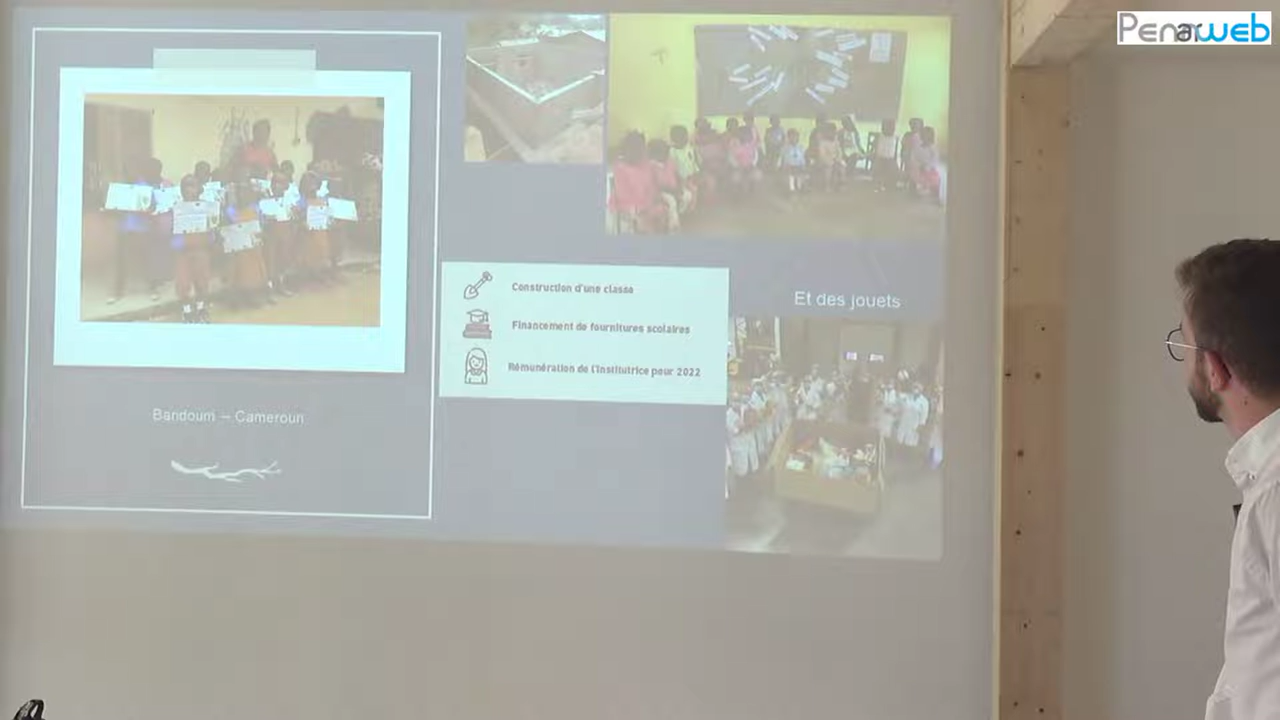 Penarweb
Construction d'une classe
Financement de fournitures scolaires
Rémunération de l'institutrice pour 2022
Et des jouets
Bandoum – Cameroun